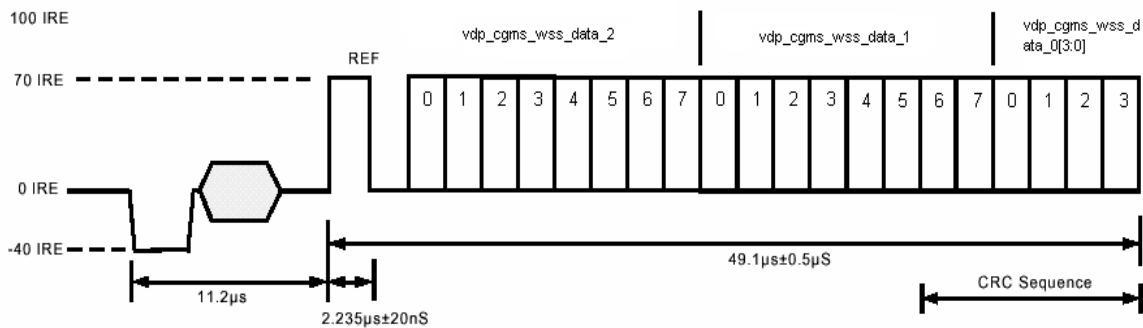 100 IRE
vdp_cgms_wss_data_2
vdp_cgms_wss_data_1
vdp_cgms_wss_d
ata_0[3:0]
REF
70 IRE
0 1 2 3 4 5 6 7 0 1 2 3 4 5 6 7 0 1 2 3
0 IRE
-40 IRE
49.1µs±0.5µS
11.2µs
CRC Sequence
2.235µs±20nS